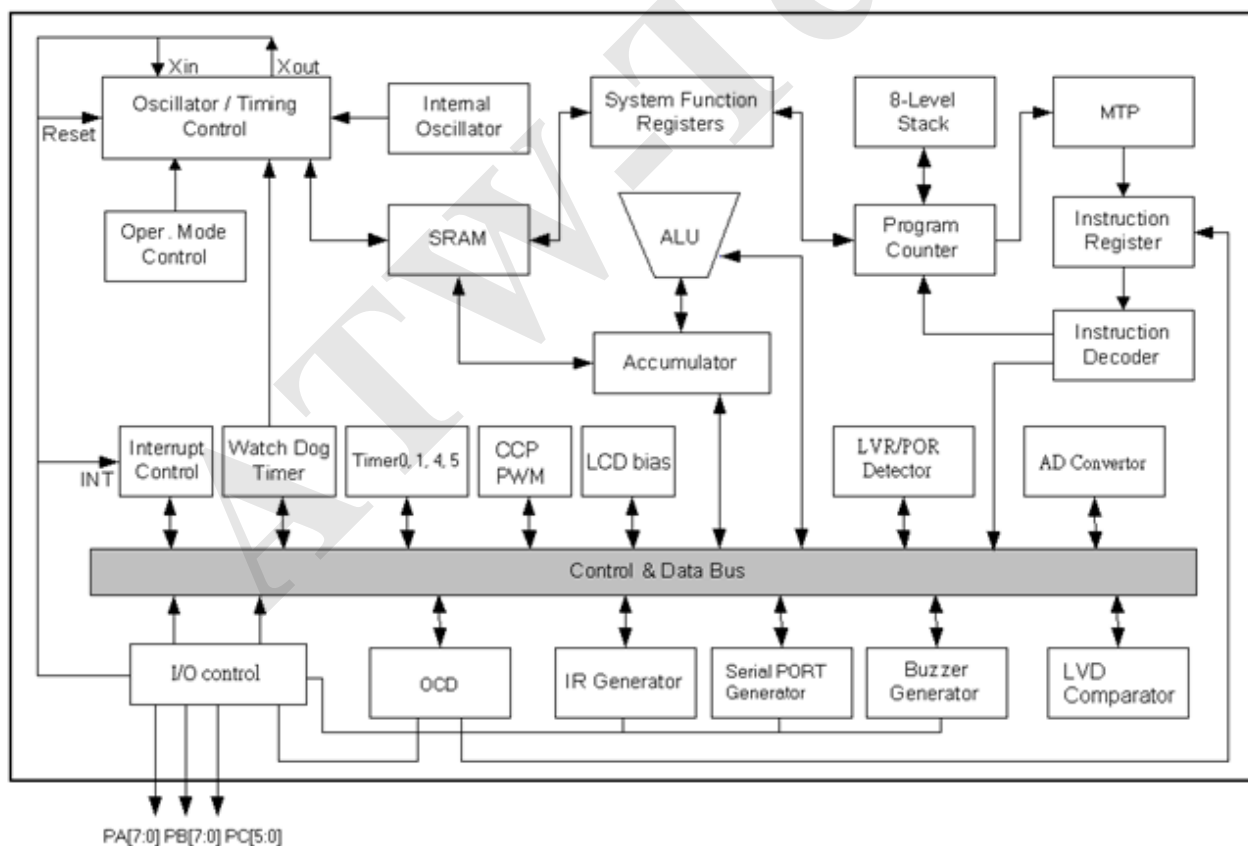 Xin
Xout
Oscillator / Timing
Control
Reset
Internal
Oscillator
System Function
Registers
8-Level
Stack
MTP
Oper. Mode
Control
SRAM
ALU
Program
Counter
Instruction
Register
Accumulator
Instruction
Decoder
INT
Interrupt
Control
Watch Dog
Timer
Timer0, 1, 4, 5
CCP
PWM
LCD bias
LVR/POR
Detector
AD Convertor
Control & Data Bus
I/O control
OCD
IR Generator
Serial PORT
Generator
Buzzer
Generator
LVD
Comparator
PA[7:0] PB[7:0] PC[5:0]